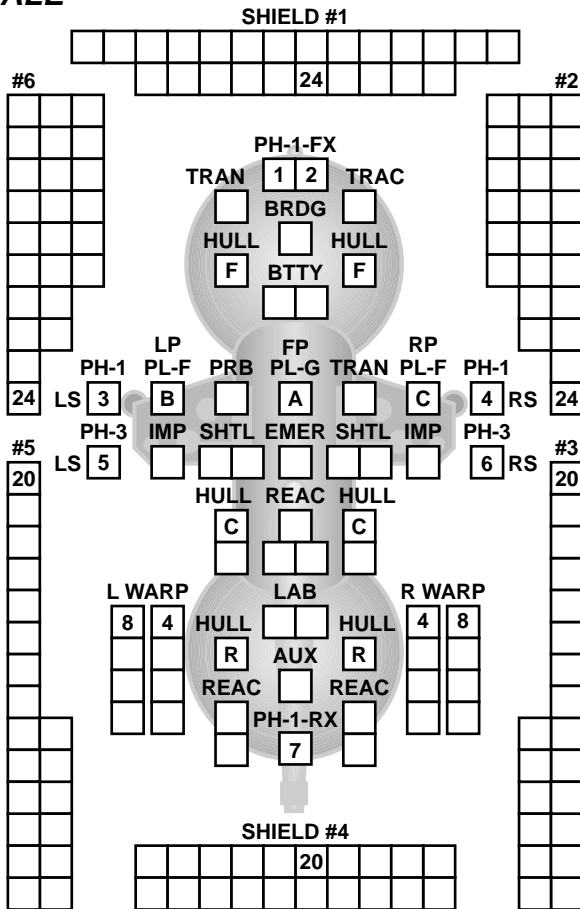 SHIELD #1
24
#6 #2
PH-1-FX
TRAN 1 2 TRAC
BRDG
HULL HULL
F BTTY F
LP FP RP
PH-1 PL-F PRB PL-G TRAN PL-F PH-1
24 LS 3 B A C 4 RS 24
PH-3 IMP SHTL EMER SHTL IMP PH-3
#5 LS 5 6 RS #3
20 20
HULL REAC HULL
C C
L WARP LAB R WARP
8 4 HULL HULL 4 8
R AUX R
REAC REAC
PH-1-RX
7
SHIELD #4
20